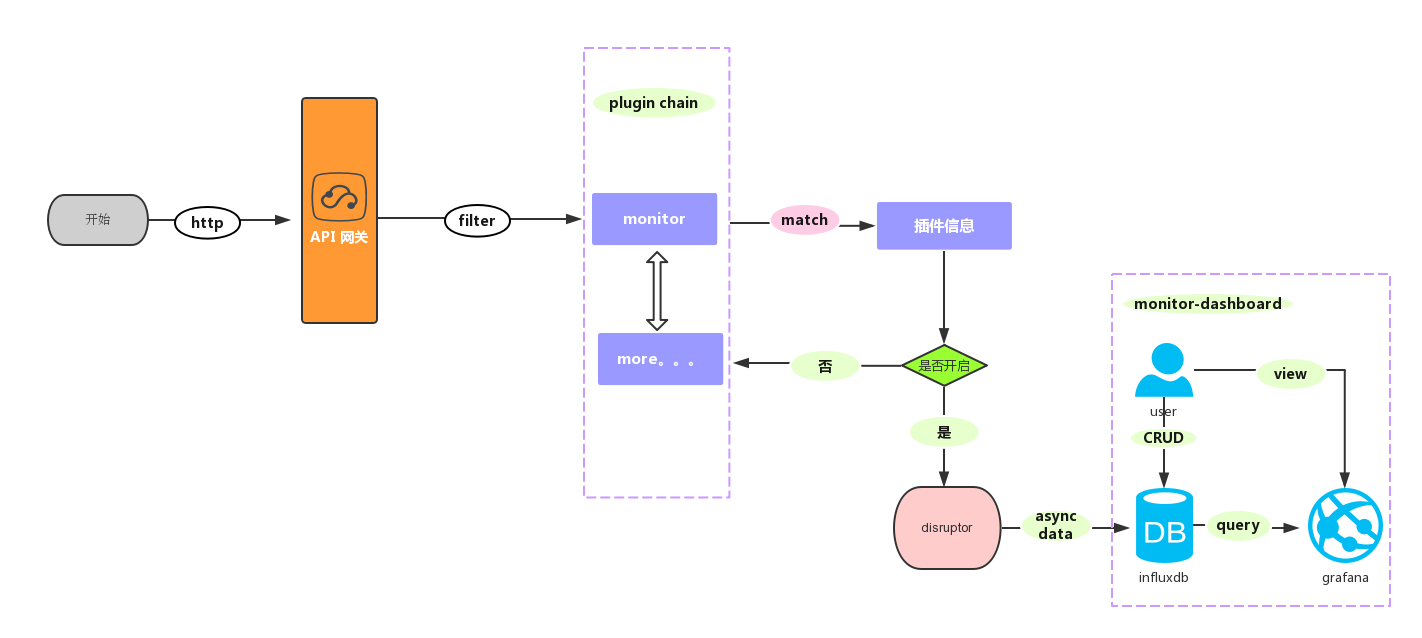 plugin chain
开始
http
API 网关
filter
monitor
match
插件信息
monitor-dashboard
more。。。
否
是否开启
view
user
是
CRUD
disruptor
async
data
DB
query
influxdb
grafana